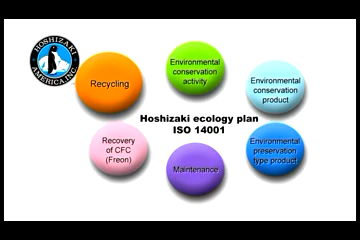 HOSHIZAKI
AMERICA, INC.
Recycling
Environmental
conservation
activity
Environmental
conservation
product
Hoshizaki ecology plan
ISO 14001
Recovery
of CFC
(Freon)
Maintenance
Environmental
preservation
type product